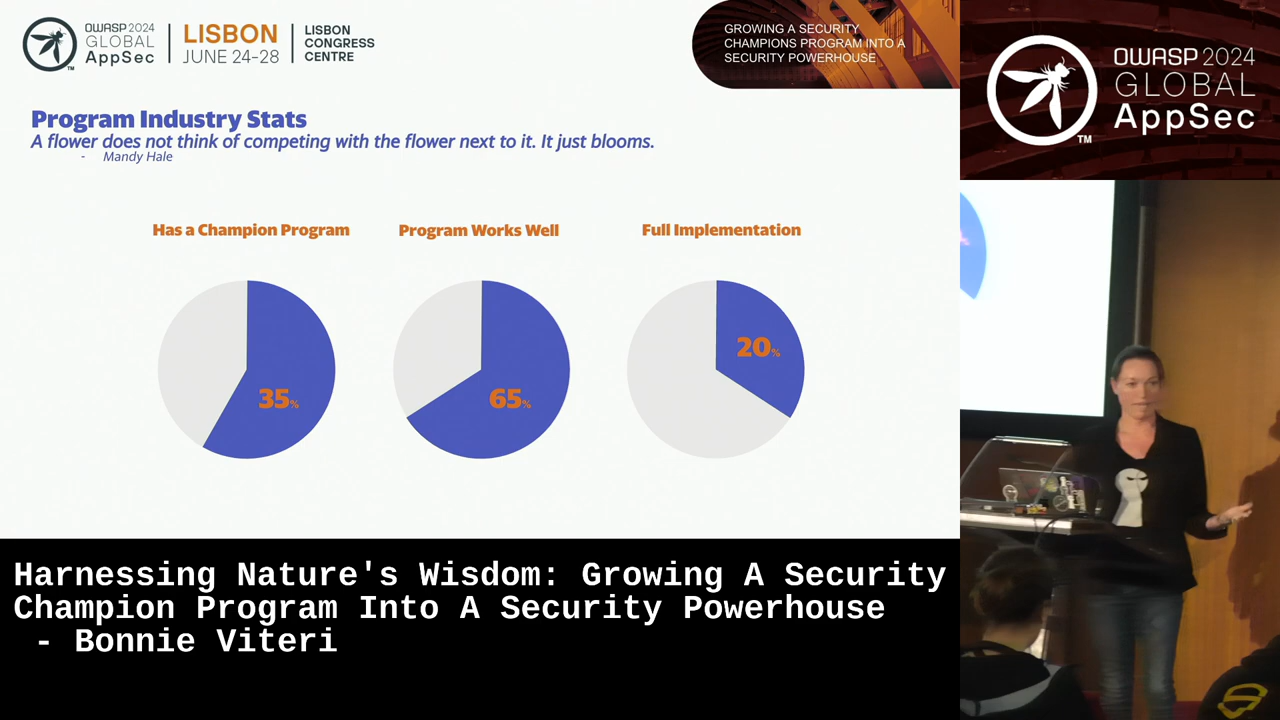 OWASP 2024
GLOBAL
AppSec
TM
LISBON
JUNE 24-28
LISBON
CONGRESS
CENTRE
GROWING A SECURITY
CHAMPIONS PROGRAM INTO A
SECURITY POWERHOUSE
OWASP 2024
GLOBAL
AppSec
TM
Program Industry Stats
A flower does not think of competing with the flower next to it. It just blooms.
- Mandy Hale
Has a Champion Program
Program Works Well
Full Implementation
35%
65%
20%
Harnessing Nature's Wisdom: Growing A Security
Champion Program Into A Security Powerhouse
- Bonnie Viteri